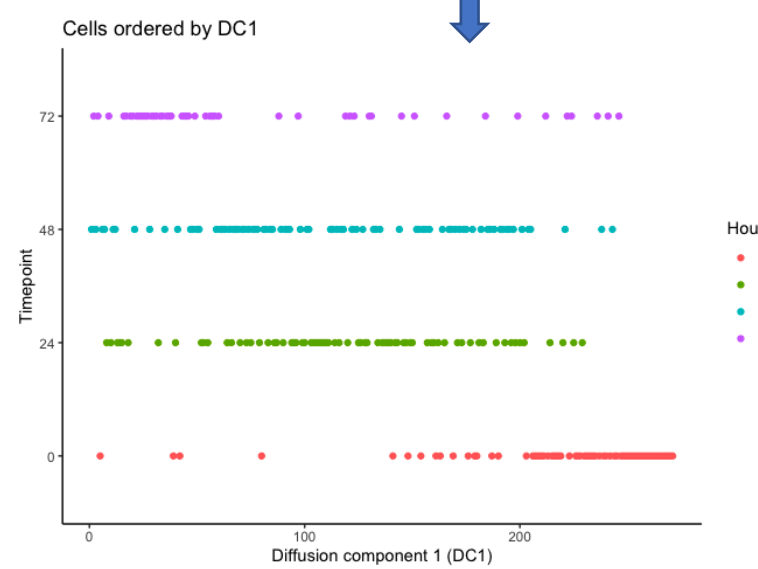 Cells ordered by DC1
72
48
24
0
Timepoint
0 100 200
Diffusion component 1 (DC1)
Hou